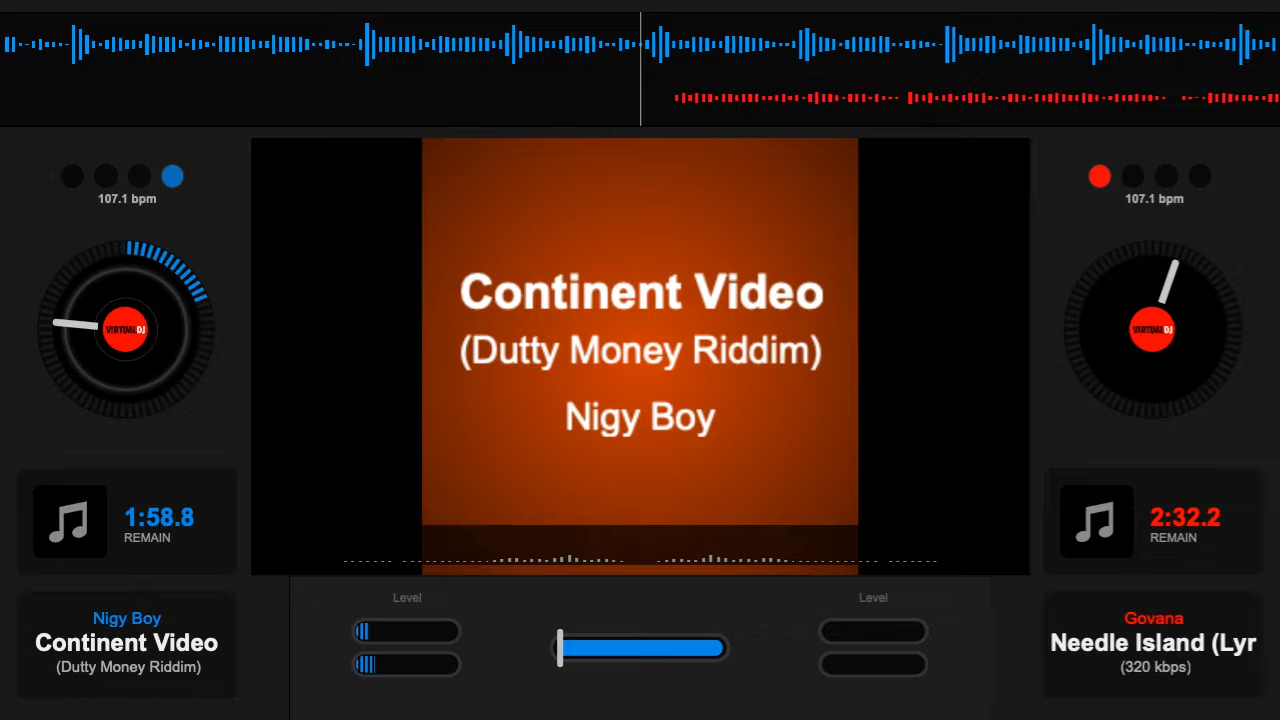 107.1 bpm
107.1 bpm
VIRTUALDJ
VIRTUALDJ
Continent Video
(Dutty Money Riddim)
Nigy Boy
1:58.8
REMAIN
2:32.2
REMAIN
Level
Level
Nigy Boy
Continent Video
(Dutty Money Riddim)
Govana
Needle Island (Lyr
(320 kbps)